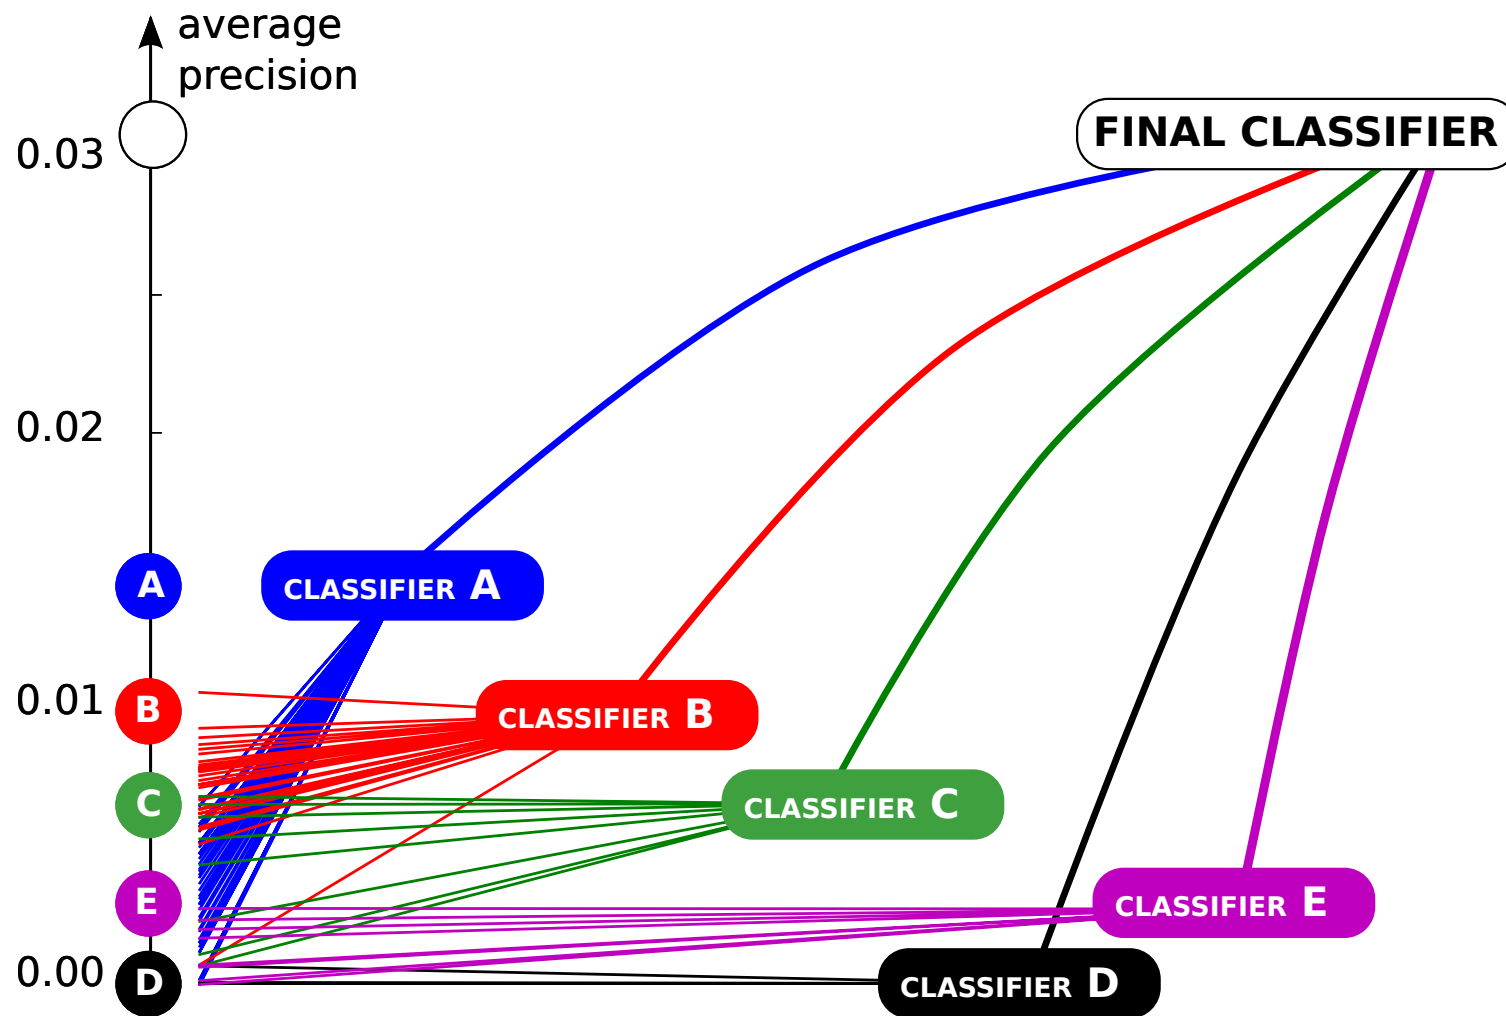 average
precision
FINAL CLASSIFIER
0.03
0.02
A
CLASSIFIER A
0.01
B
CLASSIFIER B
C
CLASSIFIER C
E
CLASSIFIER E
0.00
D
CLASSIFIER D